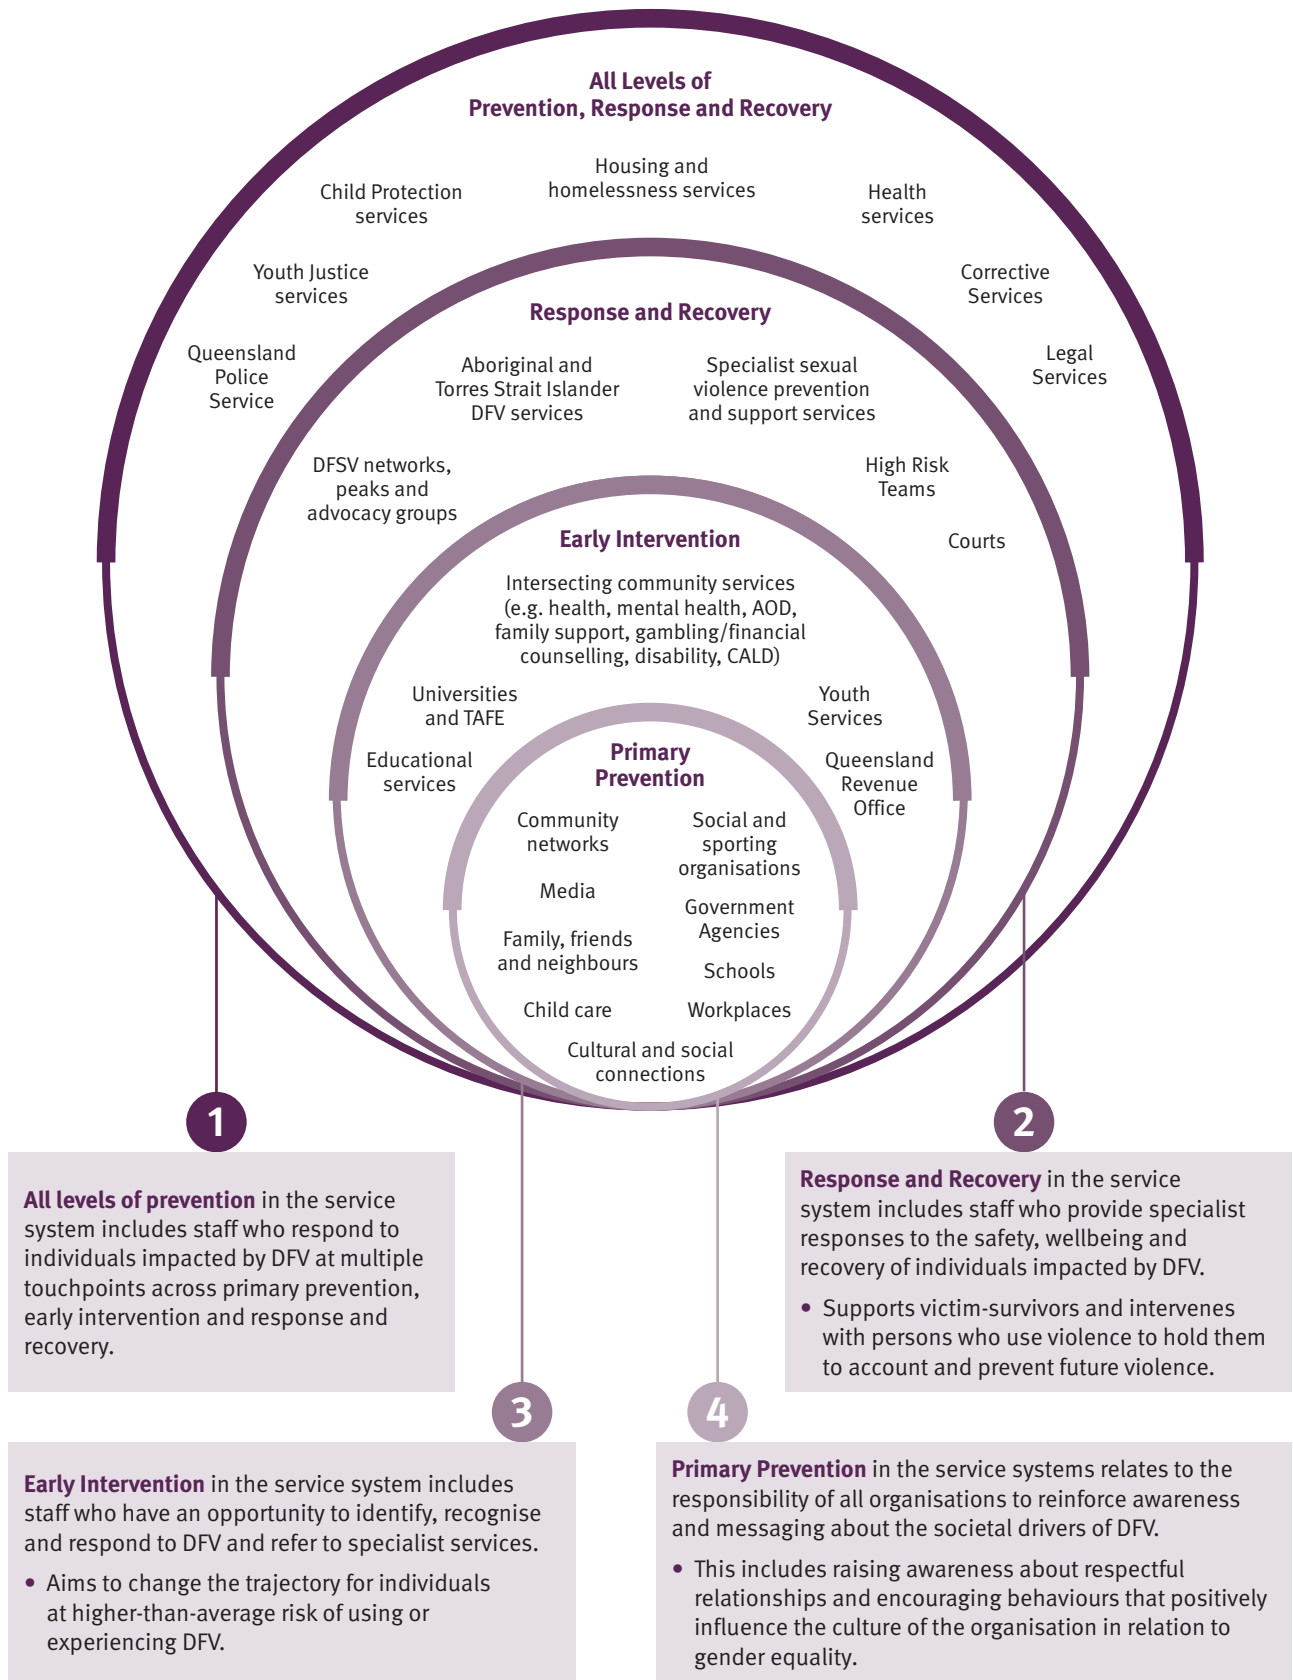 All Levels of
Prevention, Response and Recovery
Housing and
homelessness services
Child Protection
services
Health
services
Youth Justice
services
Corrective
Services
Queensland
Police
Service
Legal
Services
Response and Recovery
Aboriginal and
Torres Strait Islander
DFV services
Specialist sexual
violence prevention
and support services
DFSV networks,
peaks and
advocacy groups
High Risk
Teams
Courts
Early Intervention
Intersecting community services
(e.g. health, mental health, AOD,
family support, gambling/financial
counselling, disability, CALD)
Universities
and TAFE
Youth
Services
Educational
services
Queensland
Revenue
Office
Primary
Prevention
Community
networks
Social and
sporting
organisations
Media
Government
Agencies
Family, friends
and neighbours
Schools
Child care
Workplaces
Cultural and social
connections
1
All levels of prevention in the service
system includes staff who respond to
individuals impacted by DFV at multiple
touchpoints across primary prevention,
early intervention and response and
recovery.
2
Response and Recovery in the service
system includes staff who provide specialist
responses to the safety, wellbeing and
recovery of individuals impacted by DFV.
• Supports victim-survivors and intervenes
with persons who use violence to hold them
to account and prevent future violence.
3
Early Intervention in the service system includes
staff who have an opportunity to identify, recognise
and respond to DFV and refer to specialist services.
• Aims to change the trajectory for individuals
at higher-than-average risk of using or
experiencing DFV.
4
Primary Prevention in the service systems relates to the
responsibility of all organisations to reinforce awareness
and messaging about the societal drivers of DFV.
• This includes raising awareness about respectful
relationships and encouraging behaviours that positively
influence the culture of the organisation in relation to
gender equality.